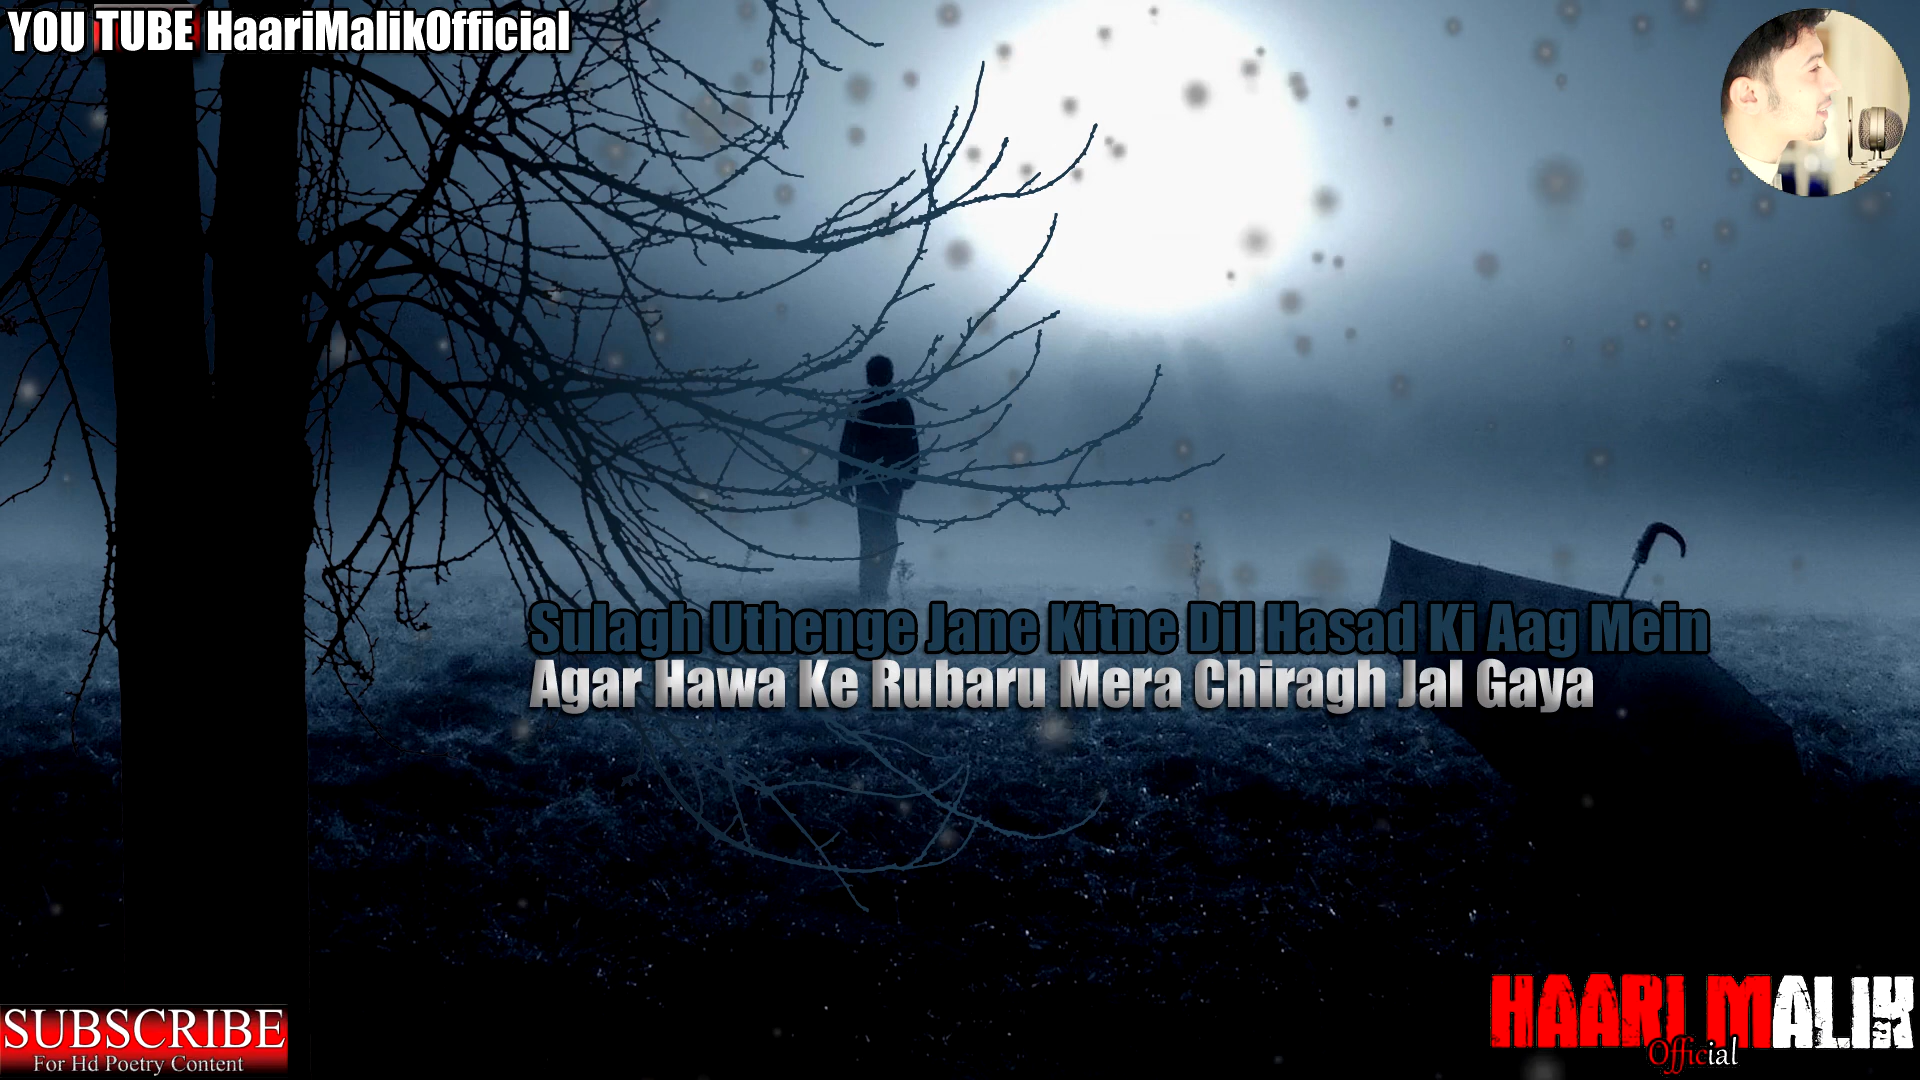 YOU TUBE HaariMalikOfficial
Sulagh Uthenge Jane Kitne Dil Hasad Ki Aag Mein
Agar Hawa Ke Rubaru Mera Chiragh Jal Gaya
SUBSCRIBE
For Hd Poetry Content
HAARI MALIK
Official